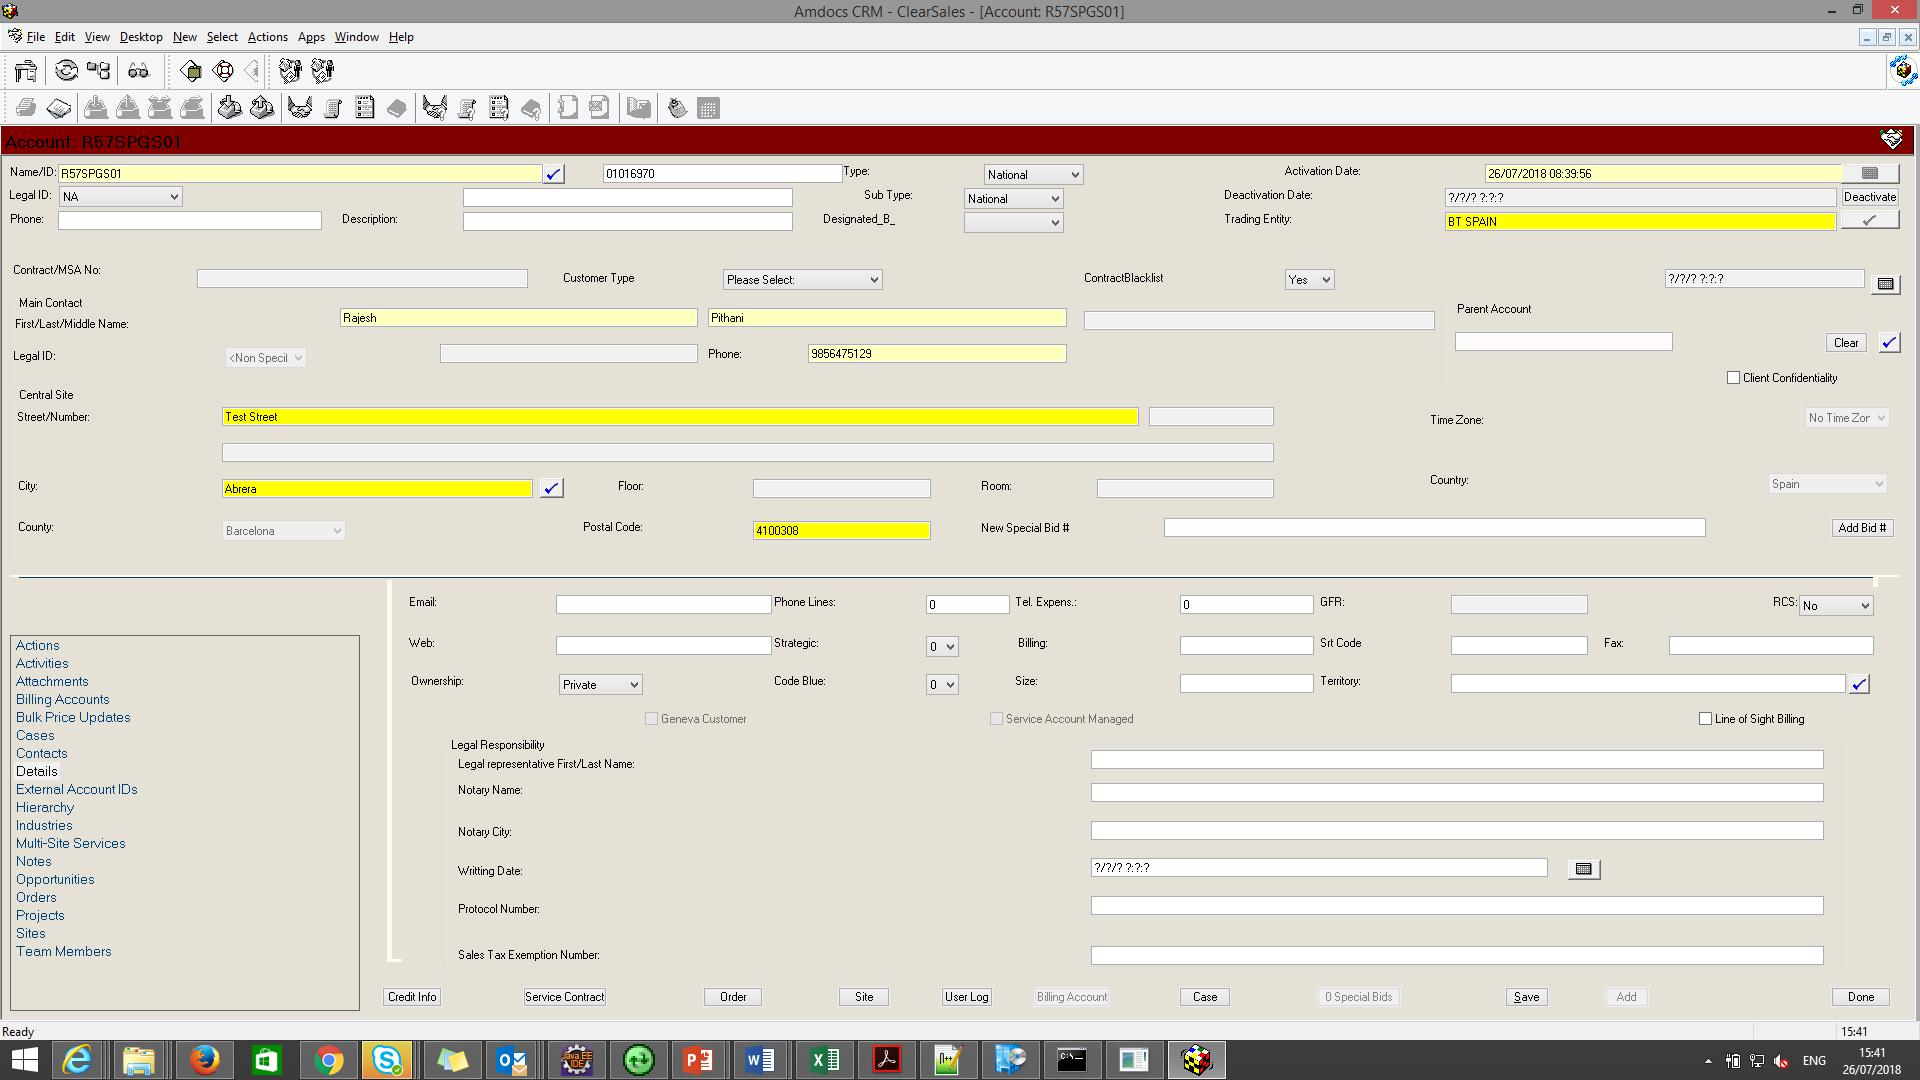 Amdocs CRM - ClearSales - [Account: R57SPGS01]
File Edit View Desktop New Select Actions Apps Window Help
Account: R57SPGS01
Name/ID: R57SPGS01 01016970 Type: National Activation Date: 26/07/2018 08:39:56
Legal ID: NA Sub Type: National Deactivation Date: ?/?/? ?:?:? Deactivate
Phone: Description: Designated_B_ Trading Entity: BT SPAIN
Contract/MSA No: Customer Type Please Select: ContractBlacklist Yes ?/?/? ?:?:?
Main Contact
First/Last/Middle Name: Rajesh Pithani Parent Account
Legal ID: <Non Specil Phone: 9856475129 Clear
Client Confidentiality
Central Site
Street/Number: Test Street Time Zone: No Time Zor
City: Abrera Floor: Room: Country: Spain
County: Barcelona Postal Code: 4100308 New Special Bid # Add Bid #
Email: Phone Lines: 0 Tel. Expens.: 0 GFR: RCS: No
Web: Strategic: 0 Billing: Srt Code Fax:
Ownership: Private Code Blue: 0 Size: Territory:
Geneva Customer Service Account Managed Line of Sight Billing
Actions
Activities
Attachments
Billing Accounts
Bulk Price Updates
Cases
Contacts
Details
External Account IDs
Hierarchy
Industries
Multi-Site Services
Notes
Opportunities
Orders
Projects
Sites
Team Members
Legal Responsibility
Legal representative First/Last Name:
Notary Name:
Notary City:
Writting Date: ?/?/? ?:?:?
Protocol Number:
Sales Tax Exemption Number:
Credit Info Service Contract Order Site User Log Billing Account Case 0 Special Bids Save Add Done
Ready 15:41
Java EE IDE
C:\_
ENG 15:41
26/07/2018